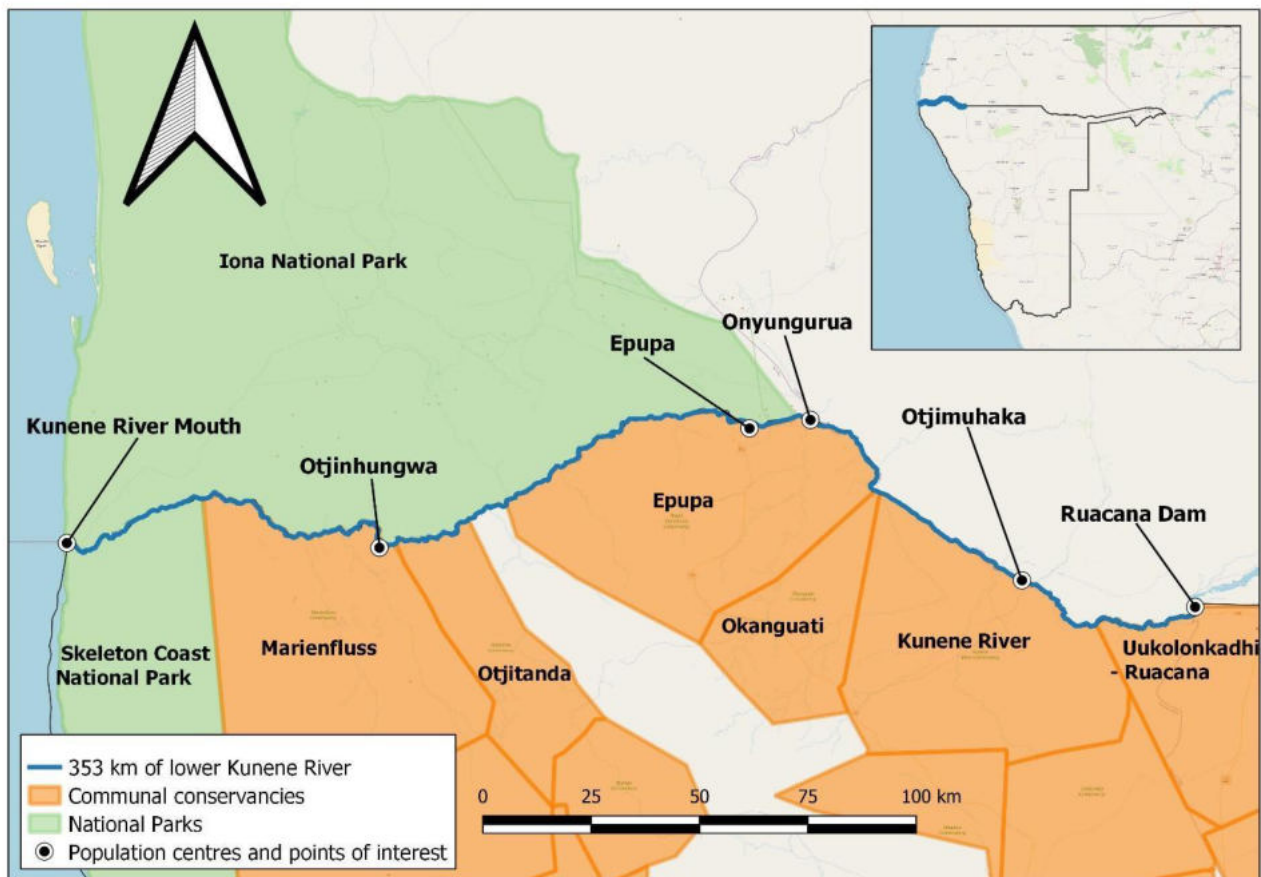 Iona National Park
Onyungurua
Epupa
Otjimuhaka
Kunene River Mouth
Otjinhungwa
Epupa
Ruacana Dam
Okanguati
Kunene River
Marienfluss
Skeleton Coast
National Park
Otjitanda
Uukolonkadhi
- Ruacana
353 km of lower Kunene River
Communal conservancies
National Parks
Population centres and points of interest
0 25 50 75 100 km